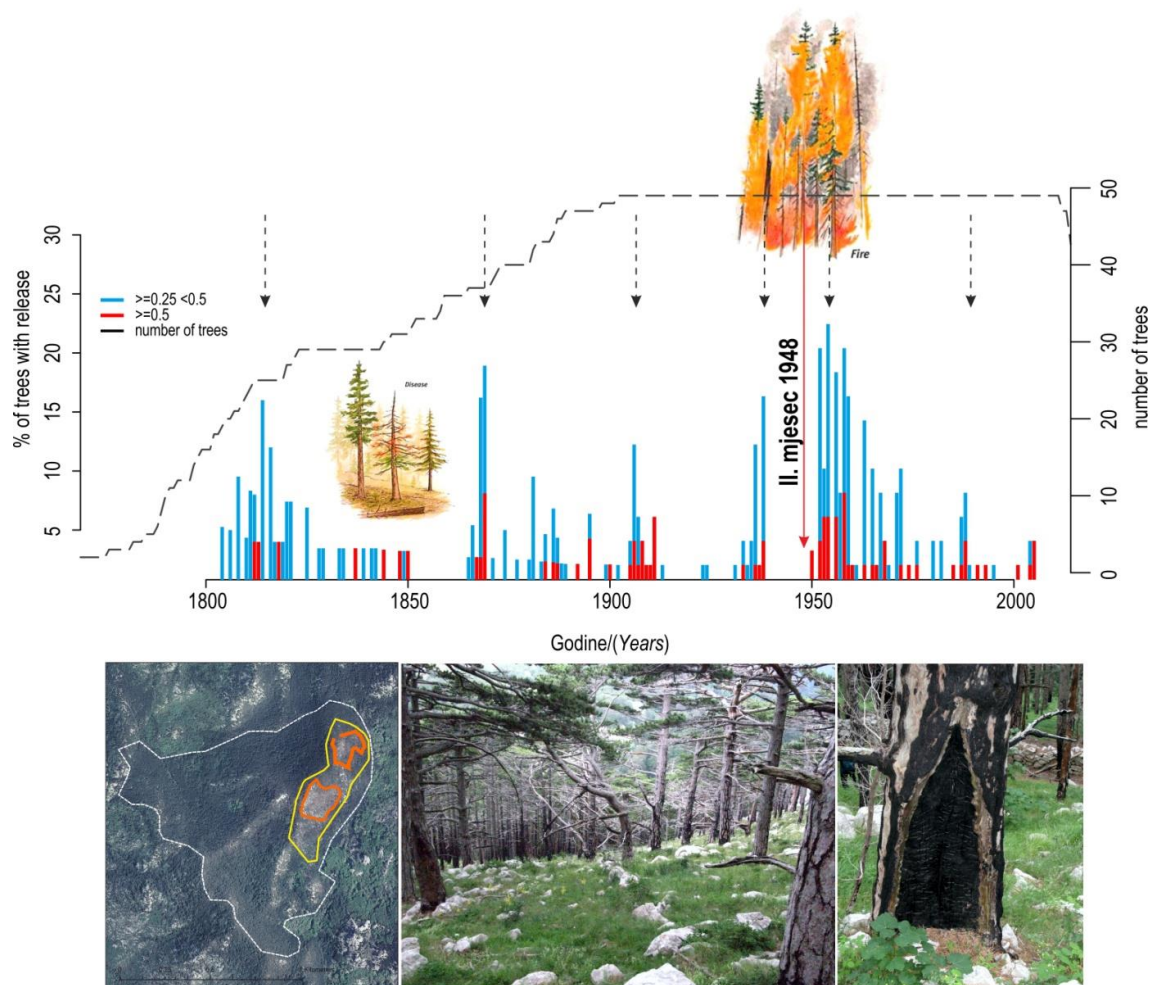 Fire
% of trees with release
30
25
20
15
10
5
>=0.25 <0.5
>=0.5
number of trees
Disease
II. mjesec 1948
50
40
30
20
10
0
number of trees
1800
1850
1900
1950
2000
Godine/(Years)